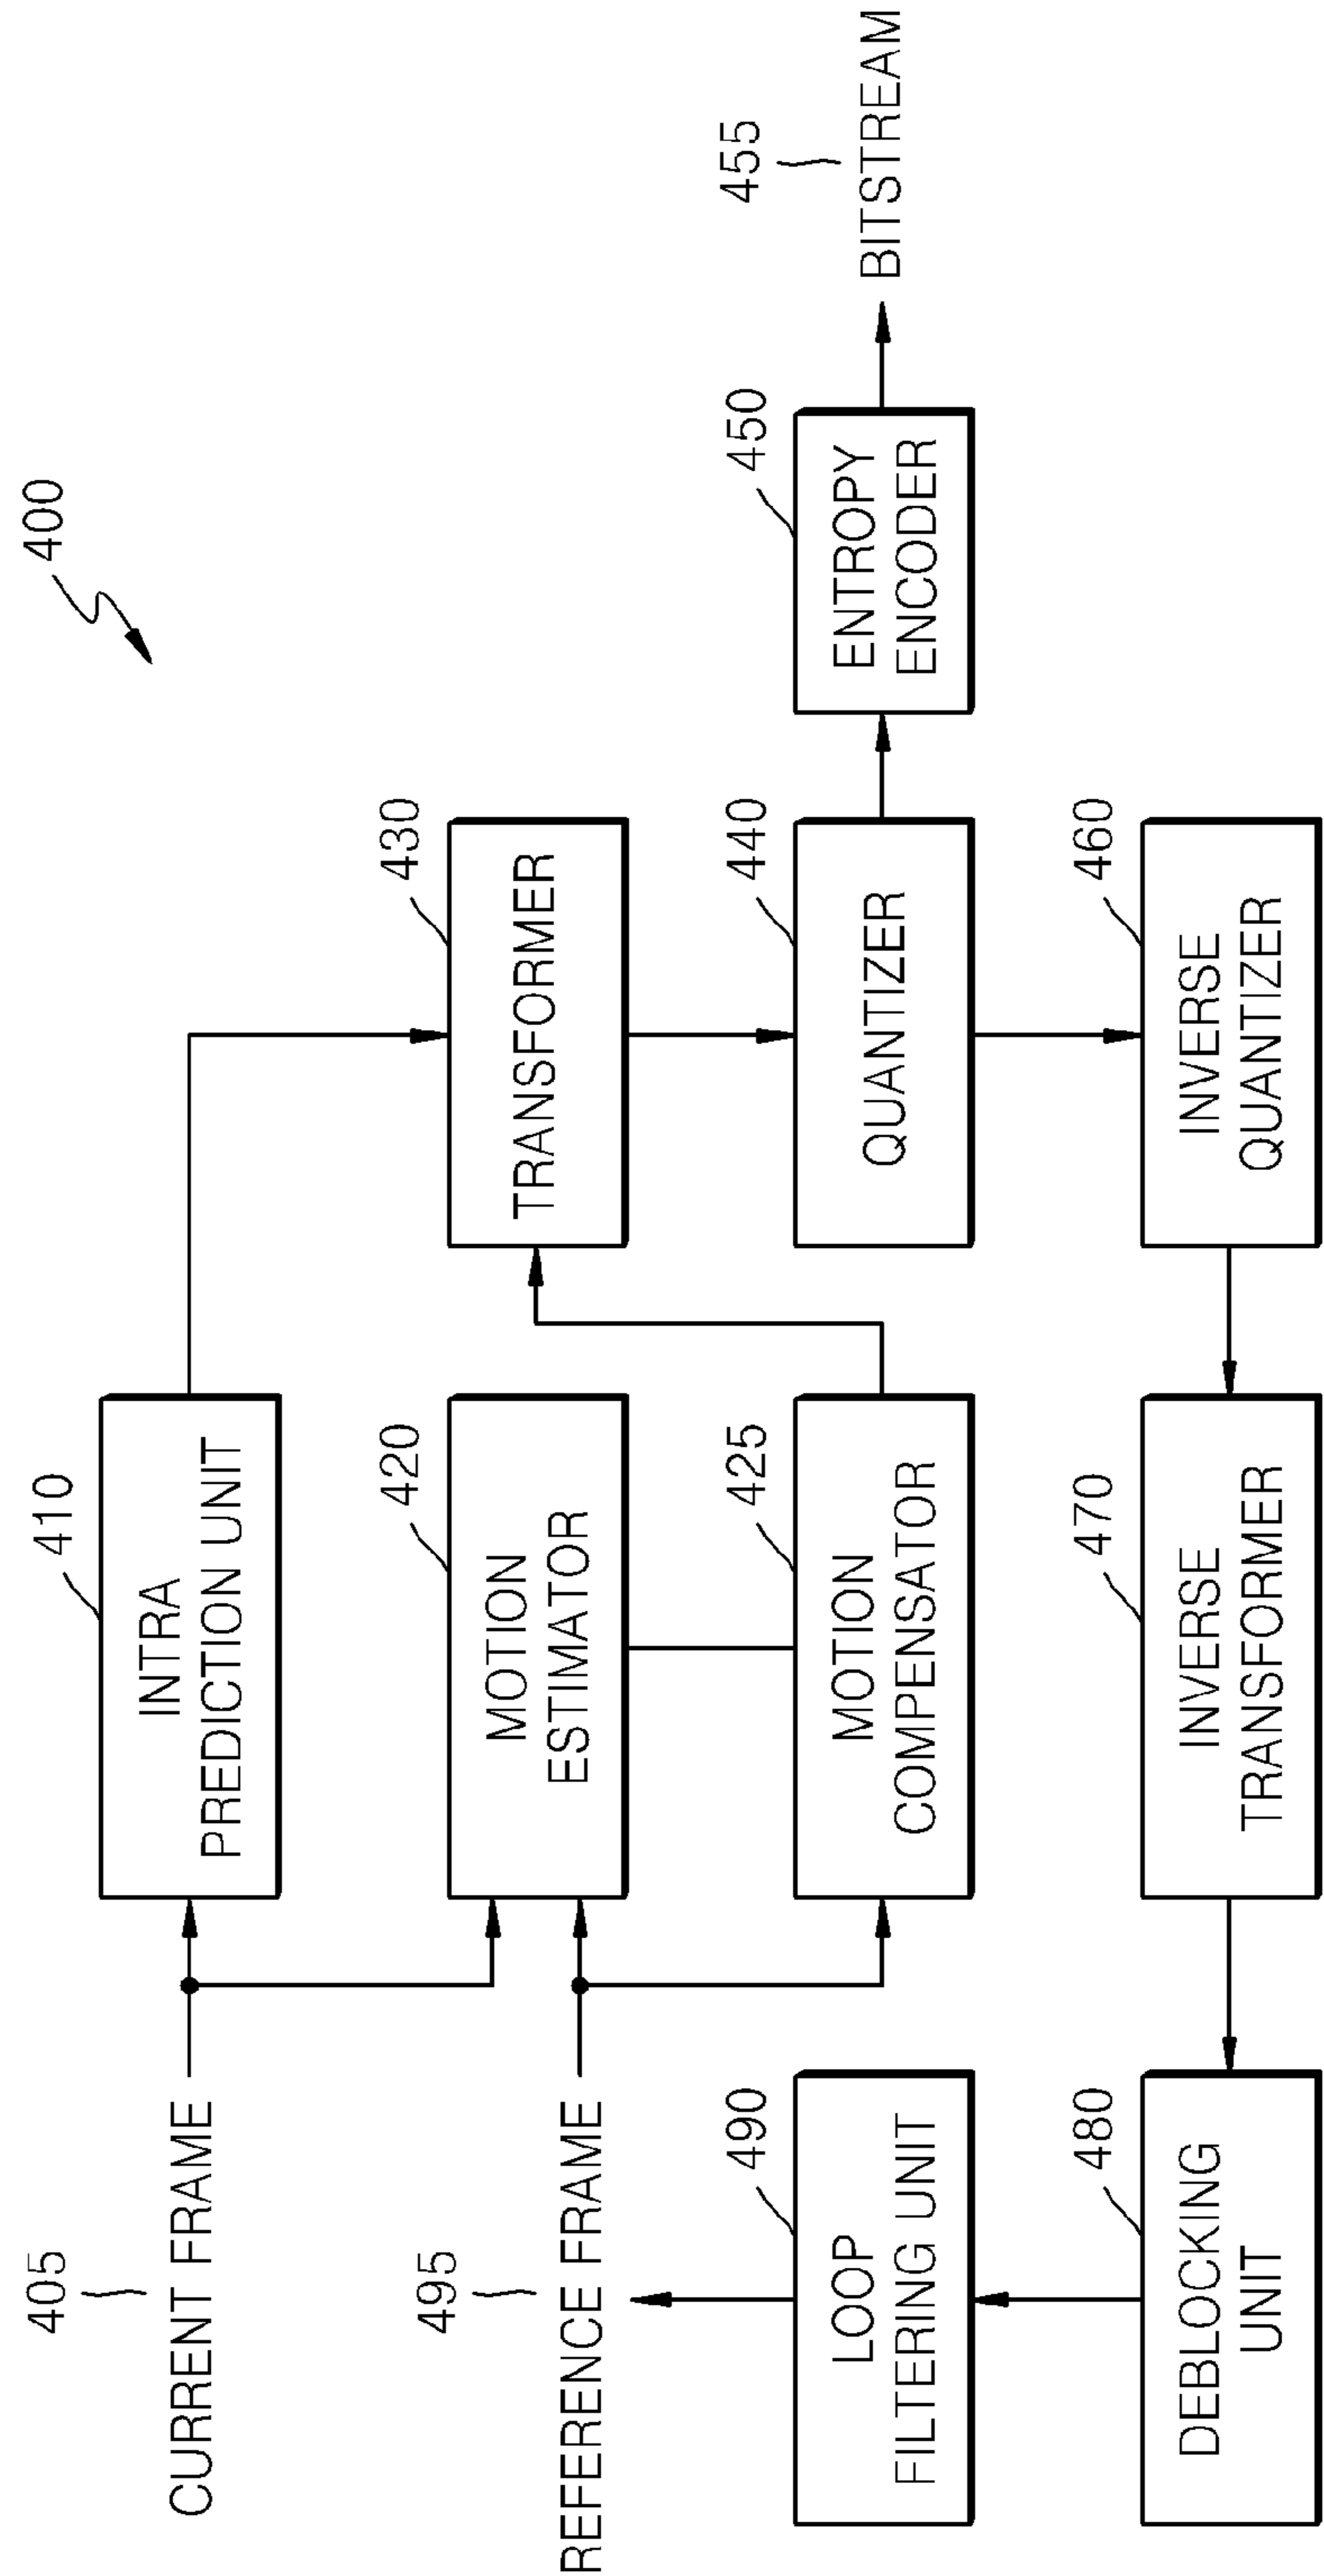 400
405
CURRENT FRAME
410
INTRA
PREDICTION UNIT
495
REFERENCE FRAME
420
MOTION
ESTIMATOR
430
TRANSFORMER
490
LOOP
FILTERING UNIT
425
MOTION
COMPENSATOR
440
QUANTIZER
450
ENTROPY
ENCODER
455
BITSTREAM
480
DEBLOCKING
UNIT
470
INVERSE
TRANSFORMER
460
INVERSE
QUANTIZER